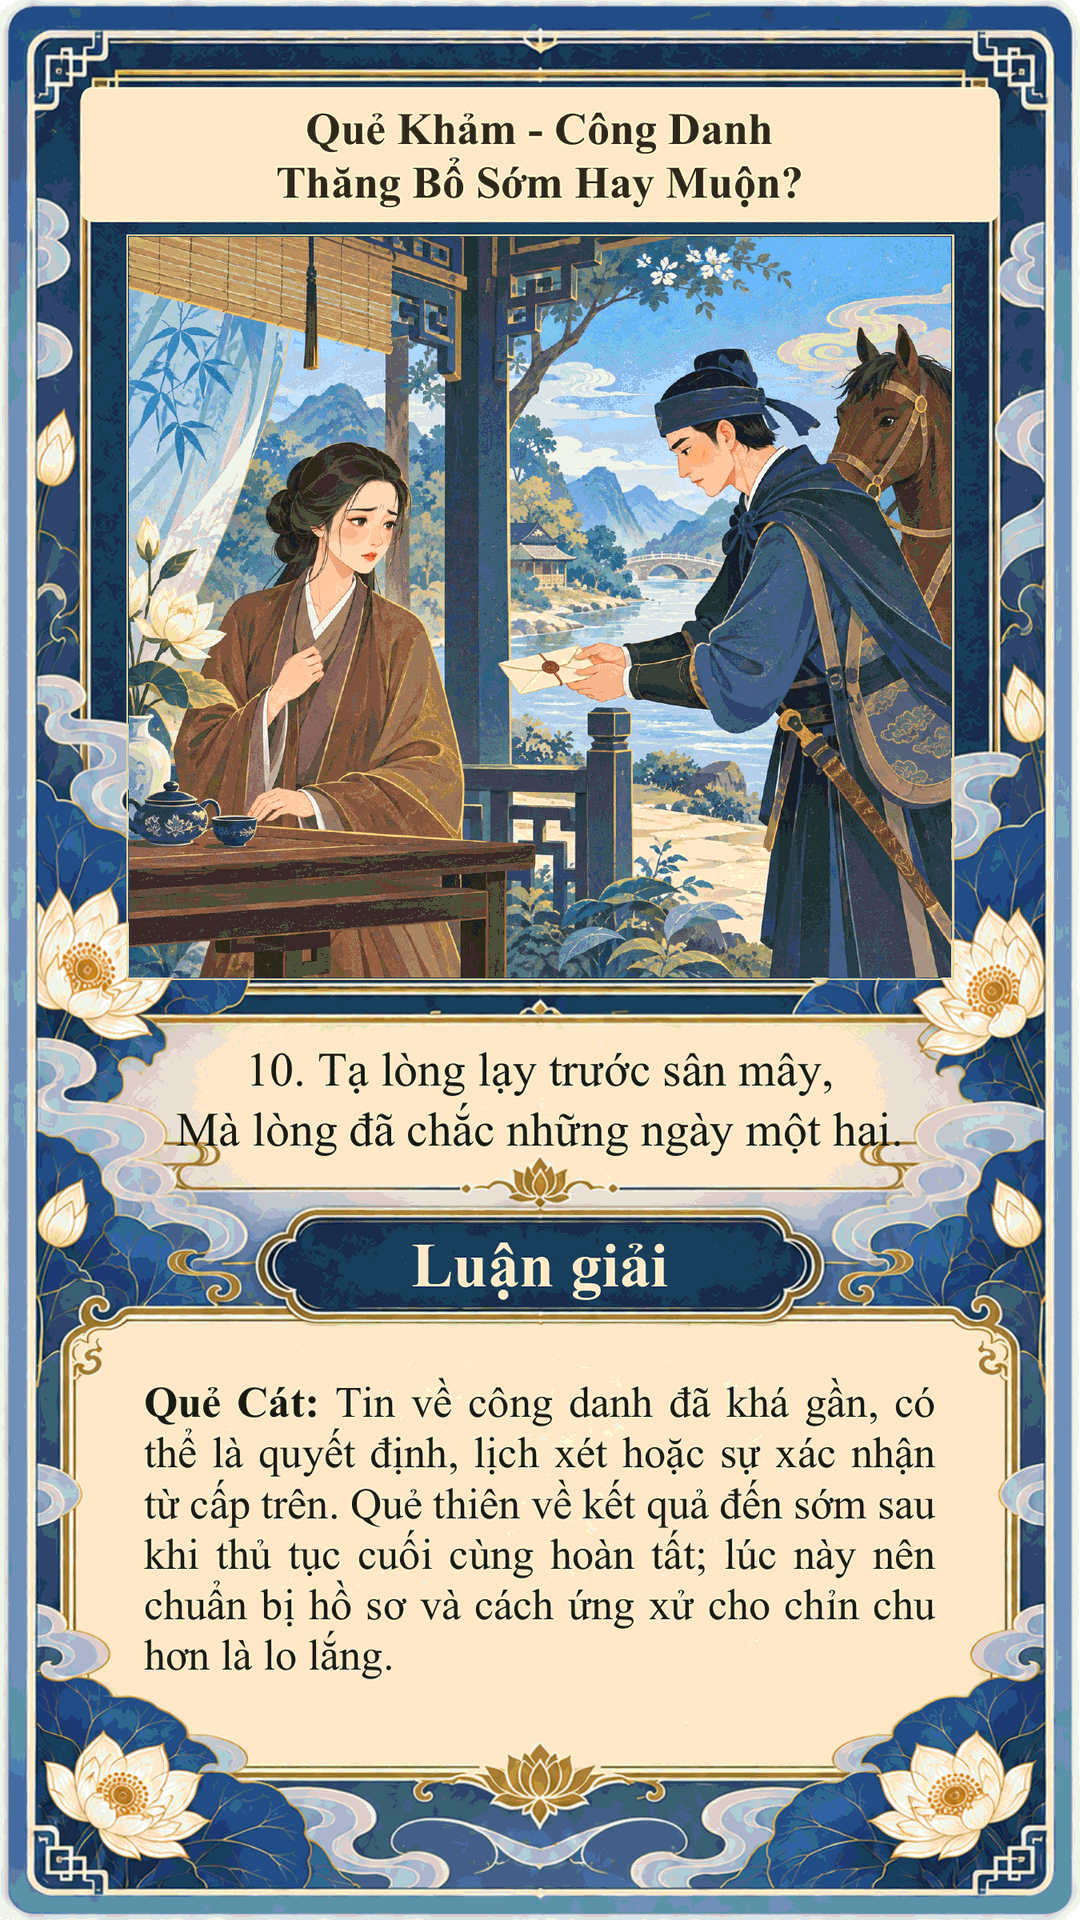 Quẻ Khảm - Công Danh
Thăng Bổ Sớm Hay Muộn?
10. Tạ lòng lạy trước sân mây,
Mà lòng đã chắc những ngày một hai.
Luận giải
Quẻ Cát: Tin về công danh đã khá gần, có
thể là quyết định, lịch xét hoặc sự xác nhận
từ cấp trên. Quẻ thiên về kết quả đến sớm sau
khi thủ tục cuối cùng hoàn tất; lúc này nên
chuẩn bị hồ sơ và cách ứng xử cho chỉn chu
hơn là lo lắng.